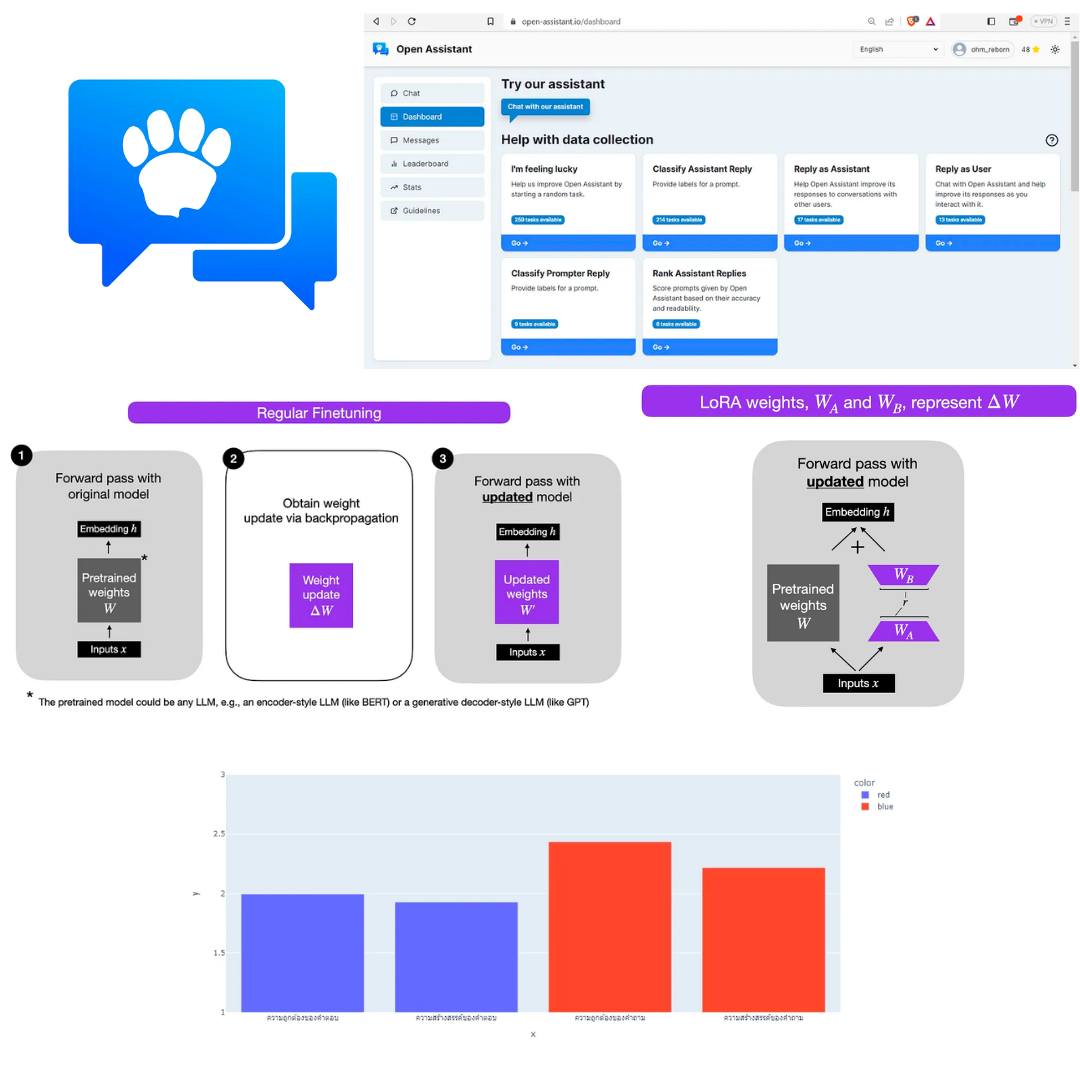 open-assistant.io/dashboard
VPN
Open Assistant
English
ohm_reborn
48
Chat
Dashboard
Messages
Leaderboard
Stats
Guidelines
Try our assistant
Chat with our assistant
Help with data collection
?
I'm feeling lucky
Help us improve Open Assistant by
starting a random task.
259 tasks available
Go →
Classify Assistant Reply
Provide labels for a prompt.
214 tasks available
Go →
Reply as Assistant
Help Open Assistant improve its
responses to conversations with
other users.
17 tasks available
Go →
Reply as User
Chat with Open Assistant and help
improve its responses as you
interact with it.
13 tasks available
Go →
Classify Prompter Reply
Provide labels for a prompt.
9 tasks available
Go →
Rank Assistant Replies
Score prompts given by Open
Assistant based on their accuracy
and readability.
6 tasks available
Go →
Regular Finetuning
1
Forward pass with
original model
Embedding h
Pretrained
weights
W
*
Inputs x
2
Obtain weight
update via backpropagation
Weight
update
ΔW
3
Forward pass with
updated model
Embedding h
Updated
weights
W'
Inputs x
* The pretrained model could be any LLM, e.g., an encoder-style LLM (like BERT) or a generative decoder-style LLM (like GPT)
LoRA weights, W_A and W_B, represent ΔW
Forward pass with
updated model
Embedding h
+
Pretrained
weights
W
W_B
r
W_A
Inputs x
3
2.5
2
1.5
1
y
ความถูกต้องของคำตอบ
ความสร้างสรรค์ของคำตอบ
ความถูกต้องของคำถาม
ความสร้างสรรค์ของคำถาม
x
color
red
blue